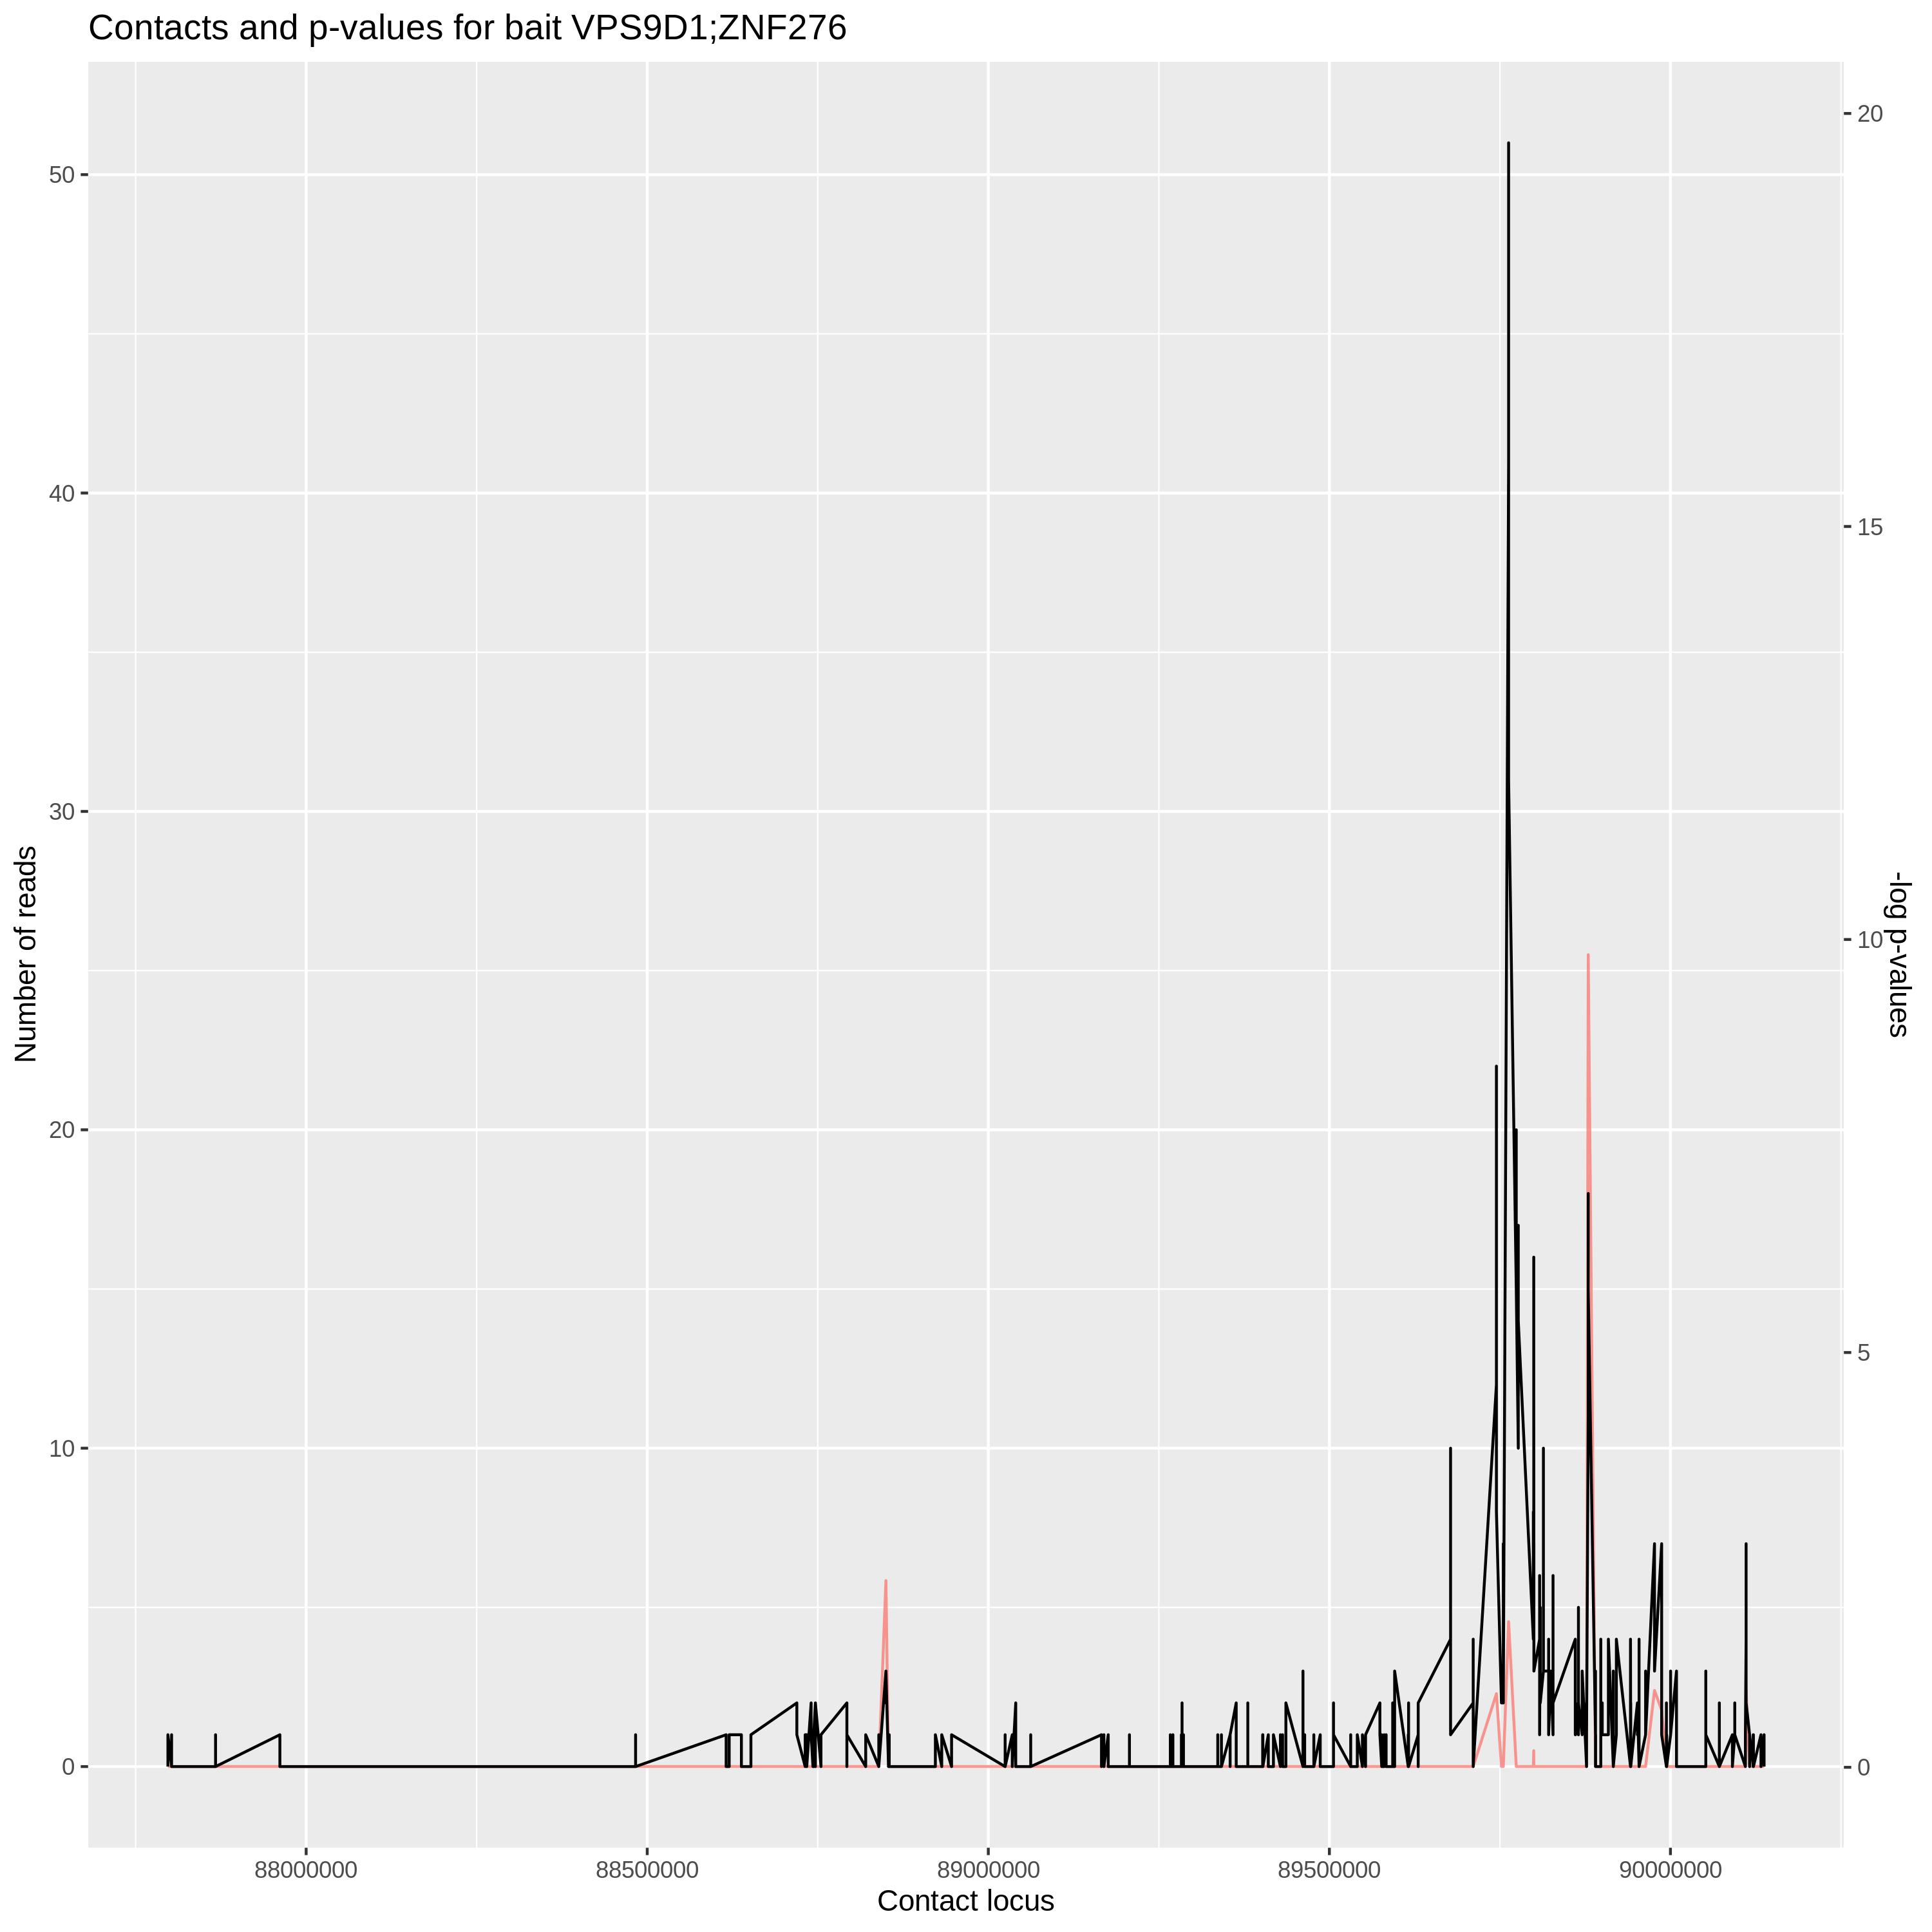 Contacts and p-values for bait VPS9D1;ZNF276
Number of reads
50
40
30
20
10
0
20
15
10
5
0
-log p-values
88000000 88500000 89000000 89500000 90000000
Contact locus